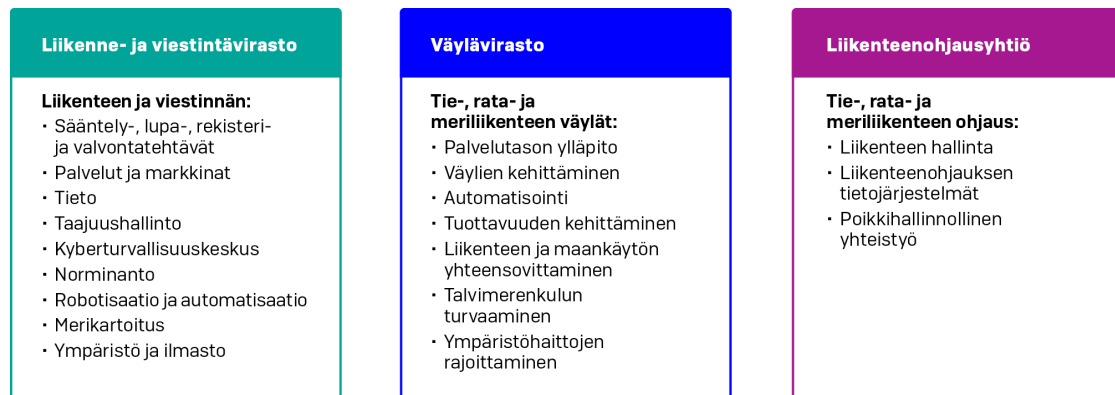 Liikenne- ja viestintävirasto
Liikenteen ja viestinnän:
· Sääntely-, lupa-, rekisteri-
ja valvontatehtävät
· Palvelut ja markkinat
· Tieto
· Taajuushallinto
· Kyberturvallisuuskeskus
· Norminanto
· Robotisaatio ja automatisaatio
· Merikartoitus
· Ympäristö ja ilmasto
Väylävirasto
Tie-, rata- ja
meriliikenteen väylät:
· Palvelutason ylläpito
· Väylien kehittäminen
· Automatisointi
· Tuottavuuden kehittäminen
· Liikenteen ja maankäytön
yhteensovittaminen
· Talvimerenkulun
turvaaminen
· Ympäristöhaittojen
rajoittaminen
Liikenteenohjausyhtiö
Tie-, rata- ja
meriliikenteen ohjaus:
· Liikenteen hallinta
· Liikenteenohjauksen
tietojärjestelmät
· Poikkihallinnollinen
yhteistyö